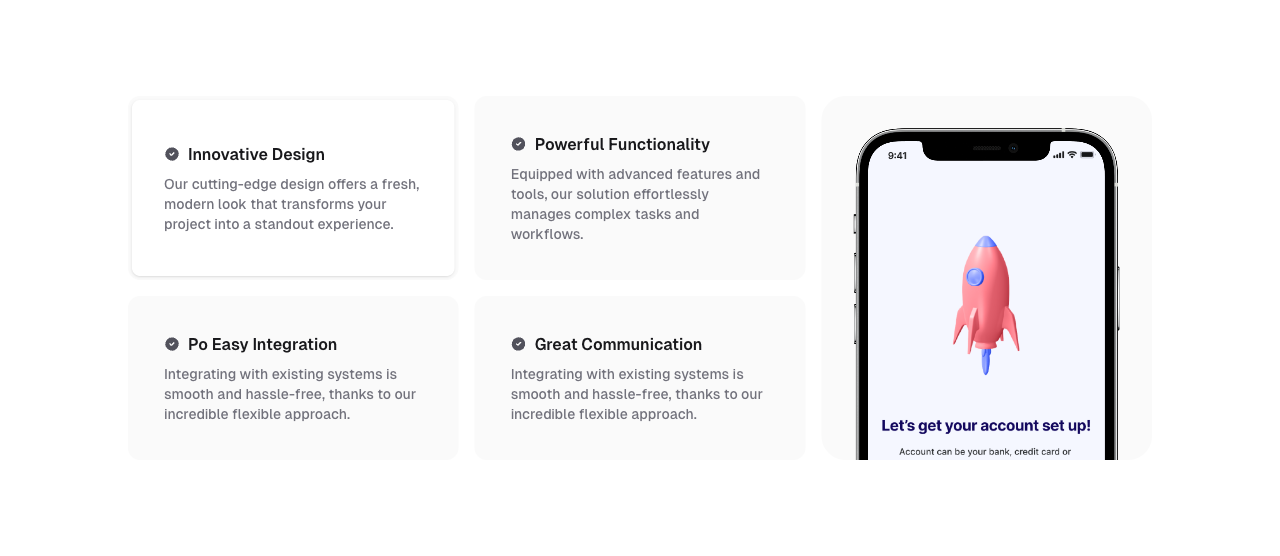 Innovative Design
Our cutting-edge design offers a fresh,
modern look that transforms your
project into a standout experience.
Powerful Functionality
Equipped with advanced features and
tools, our solution effortlessly
manages complex tasks and
workflows.
Po Easy Integration
Integrating with existing systems is
smooth and hassle-free, thanks to our
incredible flexible approach.
Great Communication
Integrating with existing systems is
smooth and hassle-free, thanks to our
incredible flexible approach.
9:41
Let's get your account set up!
Account can be your bank, credit card or